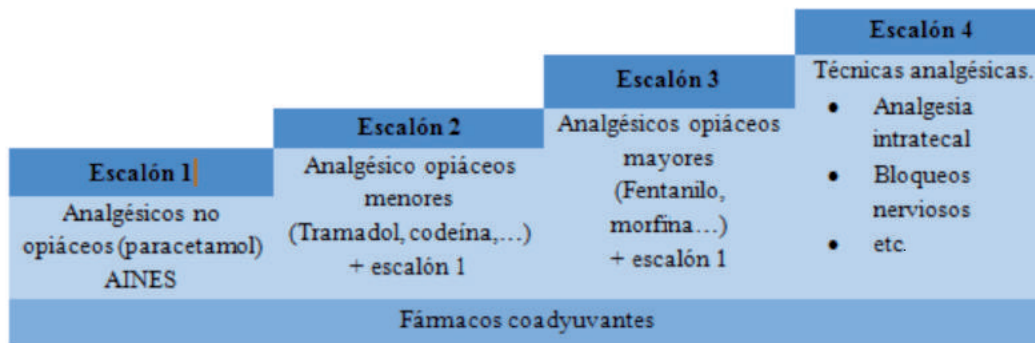 Escalón 1
Analgésicos no
opiáceos (paracetamol)
AINES
Escalón 2
Analgésico opiáceos
menores
(Tramadol, codeína,...)
+ escalón 1
Escalón 3
Analgésicos opiáceos
mayores
(Fentanilo,
morfina...)
+ escalón 1
Escalón 4
Técnicas analgésicas.
• Analgesia
intratecal
• Bloqueos
nerviosos
• etc.
Fármacos coadyuvantes